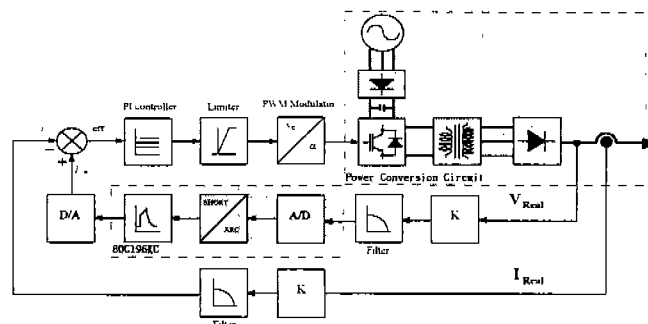 PI Controller
Limiter
PWM Modulator
err
α
Power Conversion Circuit
D/A
SHORT
ARC
A/D
K
V Real
80C196KC
Filter
I Real
K
Filter